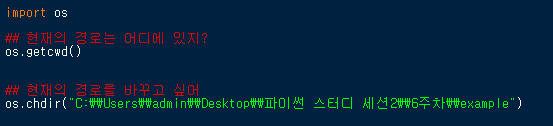 import os
## 현재의 경로는 어디에 있지?
os.getcwd()
## 현재의 경로를 바꾸고 싶어
os.chdir("C:₩₩Users₩₩admin₩₩Desktop₩₩파이썬 스터디 세션2₩₩6주차₩₩example")